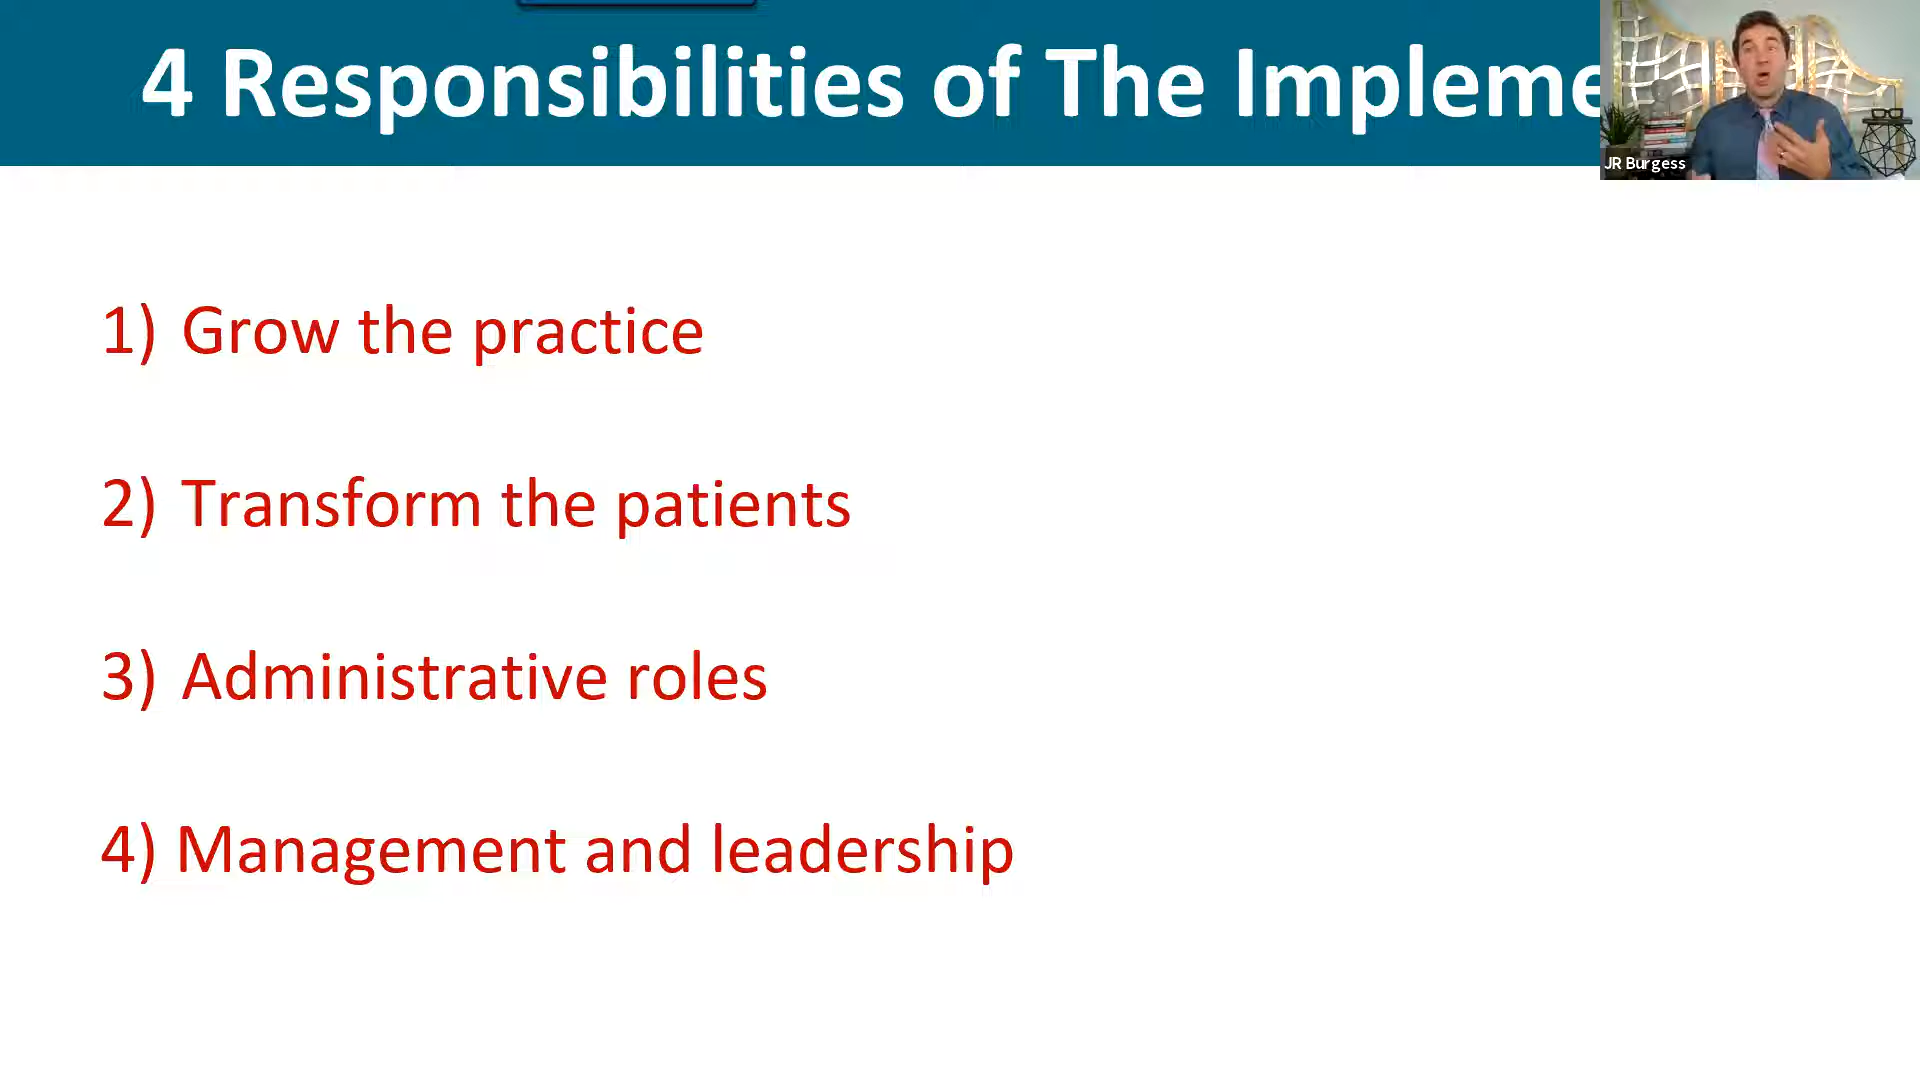 4 Responsibilities of The Impleme
JR Burgess
1) Grow the practice
2) Transform the patients
3) Administrative roles
4) Management and leadership